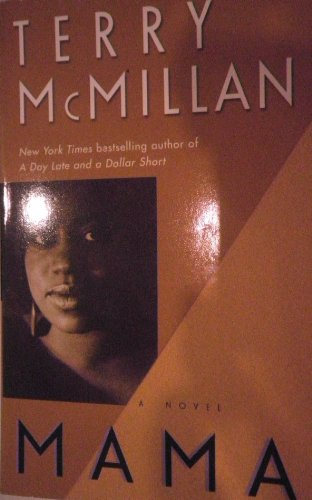 TERRY
McMILLAN
New York Times bestselling author of
A Day Late and a Dollar Short
A NOVEL
MAMA